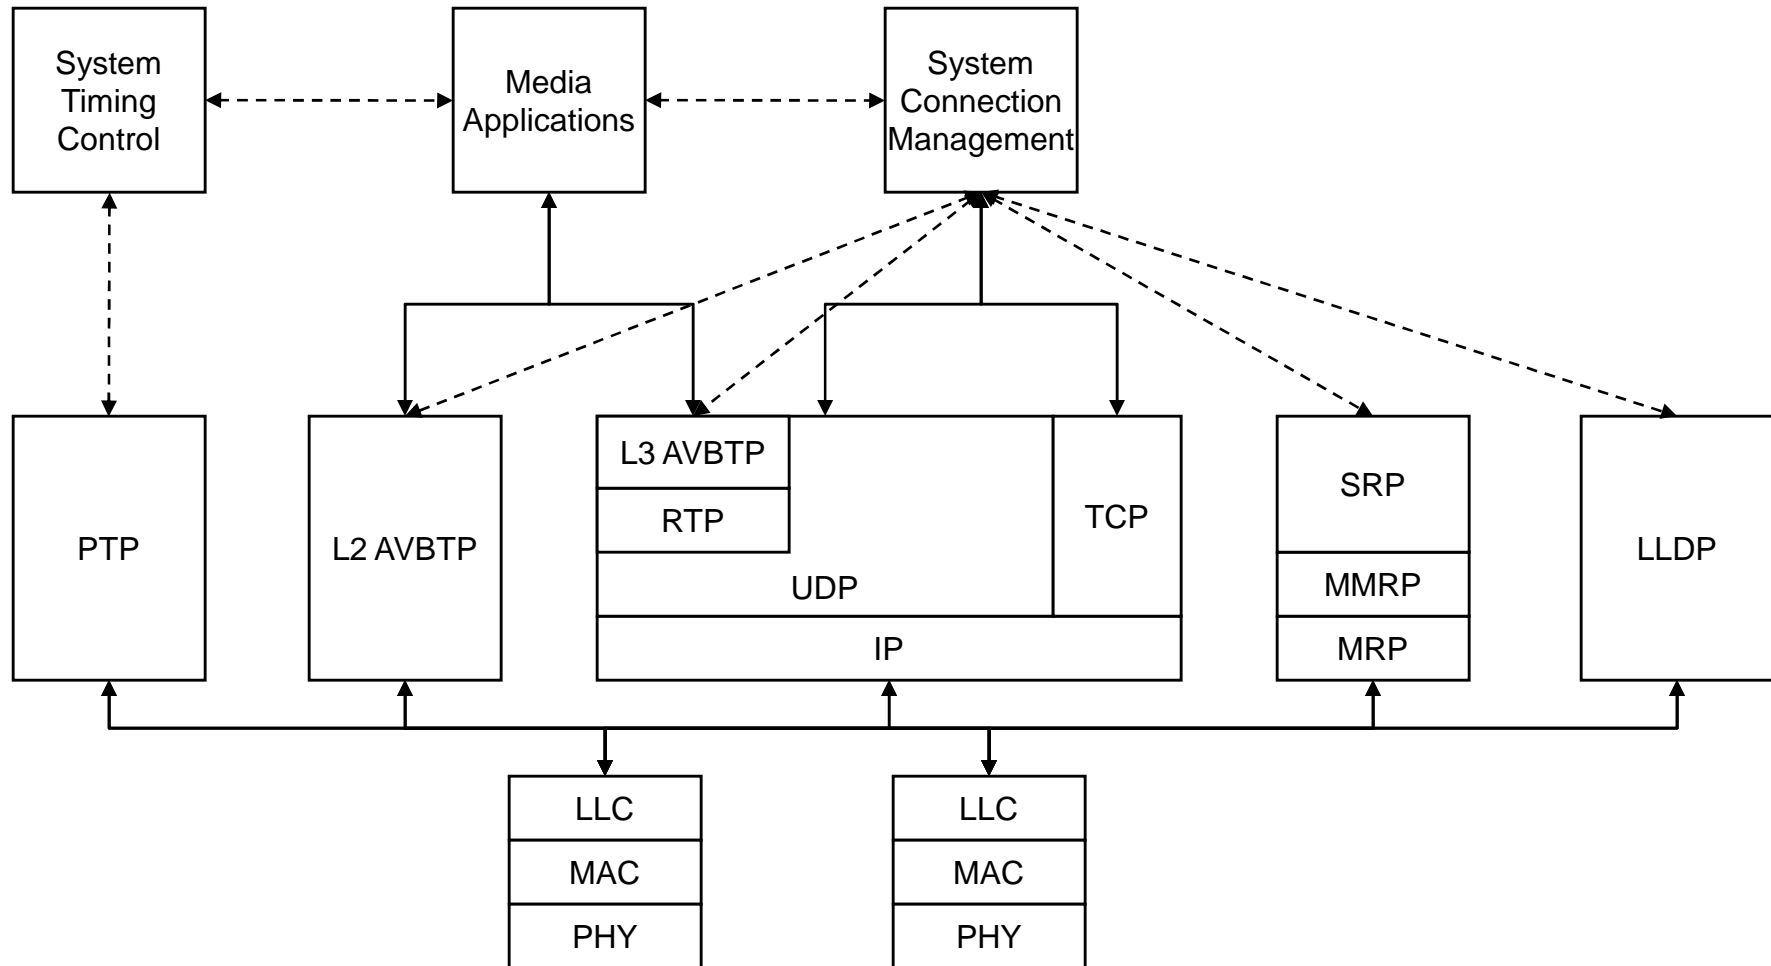 System
Timing
Control
Media
Applications
System
Connection
Management
PTP
L2 AVBTP
L3 AVBTP
RTP
UDP
TCP
IP
SRP
MMRP
MRP
LLDP
LLC
MAC
PHY
LLC
MAC
PHY